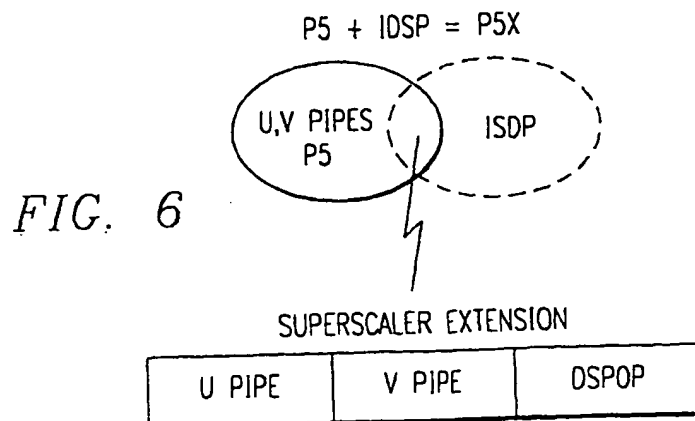 P5 + IDSP = P5X
U,V PIPES
P5
ISDP
FIG. 6
SUPERSCALER EXTENSION
U PIPE
V PIPE
DSPOP